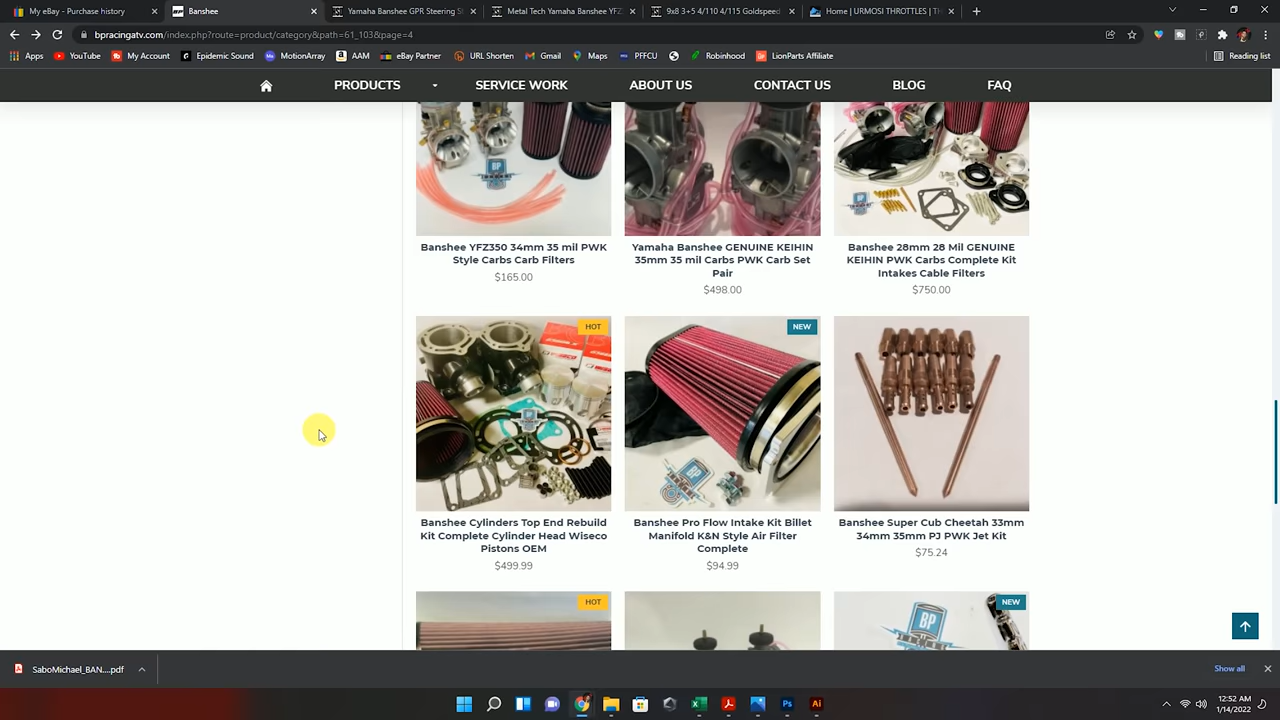 My eBay - Purchase history
Banshee
Yamaha Banshee GPR Steering S
Metal Tech Yamaha Banshee YFZ
9x8 3+5 4/110 4/115 Goldspeed
Home | URMOSI THROTTLES | Th
bpracingatv.com/index.php?route=product/category&path=61_103&page=4
Apps
YouTube
My Account
Epidemic Sound
MotionArray
AAM
eBay Partner
URL Shorten
Gmail
Maps
PFFCU
Robinhood
LionParts Affiliate
Reading list
PRODUCTS
SERVICE WORK
ABOUT US
CONTACT US
BLOG
FAQ
Banshee YFZ350 34mm 35 mil PWK
Style Carbs Carb Filters
$165.00
Yamaha Banshee GENUINE KEIHIN
35mm 35 mil Carbs PWK Carb Set
Pair
$498.00
Banshee 28mm 28 Mil GENUINE
KEIHIN PWK Carbs Complete Kit
Intakes Cable Filters
$750.00
HOT
NEW
Banshee Cylinders Top End Rebuild
Kit Complete Cylinder Head Wiseco
Pistons OEM
$499.99
Banshee Pro Flow Intake Kit Billet
Manifold K&N Style Air Filter
Complete
$94.99
Banshee Super Cub Cheetah 33mm
34mm 35mm PJ PWK Jet Kit
$75.24
HOT
NEW
BP
SaboMichael_BAN....pdf
Show all
12:52 AM
1/14/2022